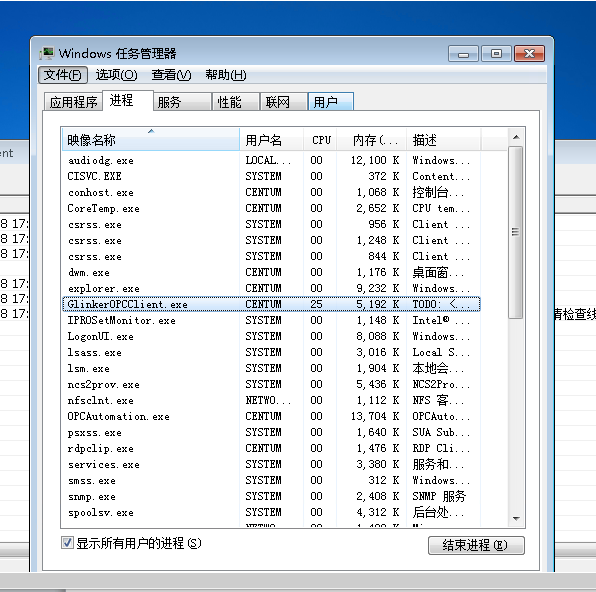 Windows 任务管理器
文件(F) 选项(O) 查看(V) 帮助(H)
应用程序 进程 服务 性能 联网 用户
映像名称 用户名 CPU 内存(... 描述
audiodg.exe LOCAL... 00 12,100 K Windows...
CISVC.EXE SYSTEM 00 372 K Content...
conhost.exe CENTUM 00 1,068 K 控制台...
CoreTemp.exe CENTUM 00 2,652 K CPU tem...
csrss.exe SYSTEM 00 956 K Client ...
csrss.exe SYSTEM 00 1,248 K Client ...
csrss.exe SYSTEM 00 844 K Client ...
dwm.exe CENTUM 00 1,176 K 桌面窗...
explorer.exe CENTUM 00 9,232 K Windows...
GlinkerOPCClient.exe CENTUM 25 5,192 K TODO: <...
IPROSetMonitor.exe SYSTEM 00 1,148 K Intel® ...
LogonUI.exe SYSTEM 00 8,088 K Windows...
lsass.exe SYSTEM 00 3,016 K Local S...
lsm.exe SYSTEM 00 1,904 K 本地会...
ncs2prov.exe SYSTEM 00 5,436 K NCS2Pro...
nfsclnt.exe NETWO... 00 1,112 K NFS 客...
OPCAutomation.exe CENTUM 00 13,704 K OPCAuto...
psxss.exe SYSTEM 00 1,640 K SUA Sub...
rdpclip.exe CENTUM 00 1,476 K RDP Cli...
services.exe SYSTEM 00 3,380 K 服务和...
smss.exe SYSTEM 00 312 K Windows...
snmp.exe SYSTEM 00 2,408 K SNMP 服务
spoolsv.exe SYSTEM 00 4,312 K 后台处...
显示所有用户的进程(S) 结束进程(E)
ent
8 17:
8 17:
8 17:
8 17:
8 17:
8 17:
请检查线